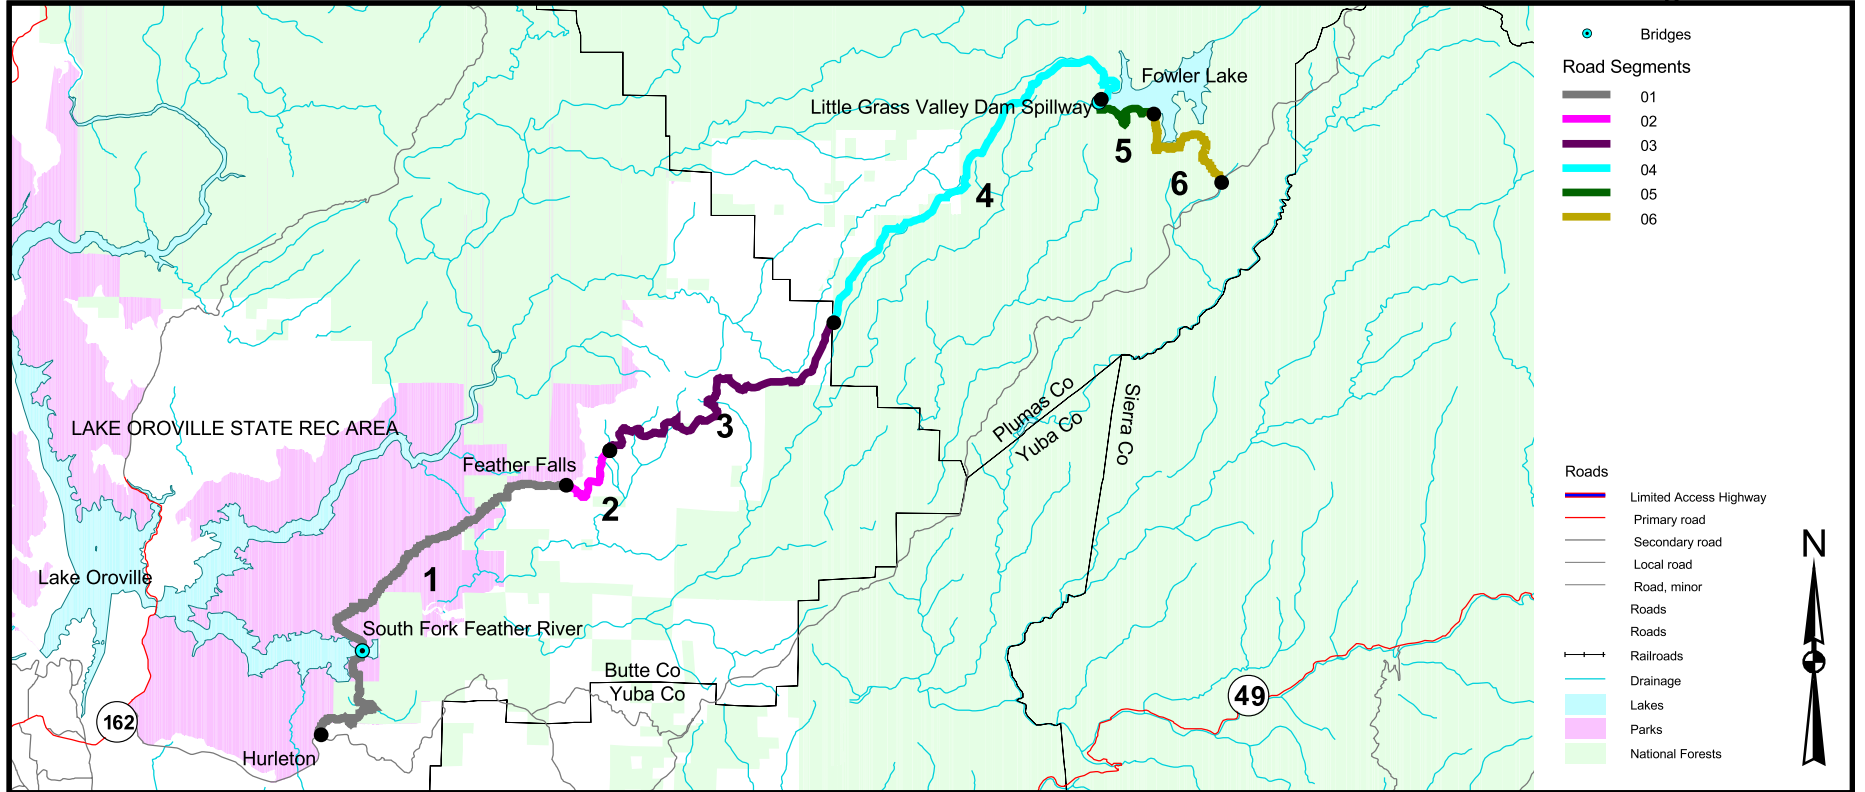 Fowler Lake
Little Grass Valley Dam Spillway
5
6
4
Plumas Co
Yuba Co
Sierra Co
3
LAKE OROVILLE STATE REC AREA
Feather Falls
2
1
Lake Oroville
South Fork Feather River
Butte Co
Yuba Co
49
162
Hurleton
Bridges
Road Segments
01
02
03
04
05
06
Roads
Limited Access Highway
Primary road
Secondary road
Local road
Road, minor
Roads
Roads
Railroads
Drainage
Lakes
Parks
National Forests
N